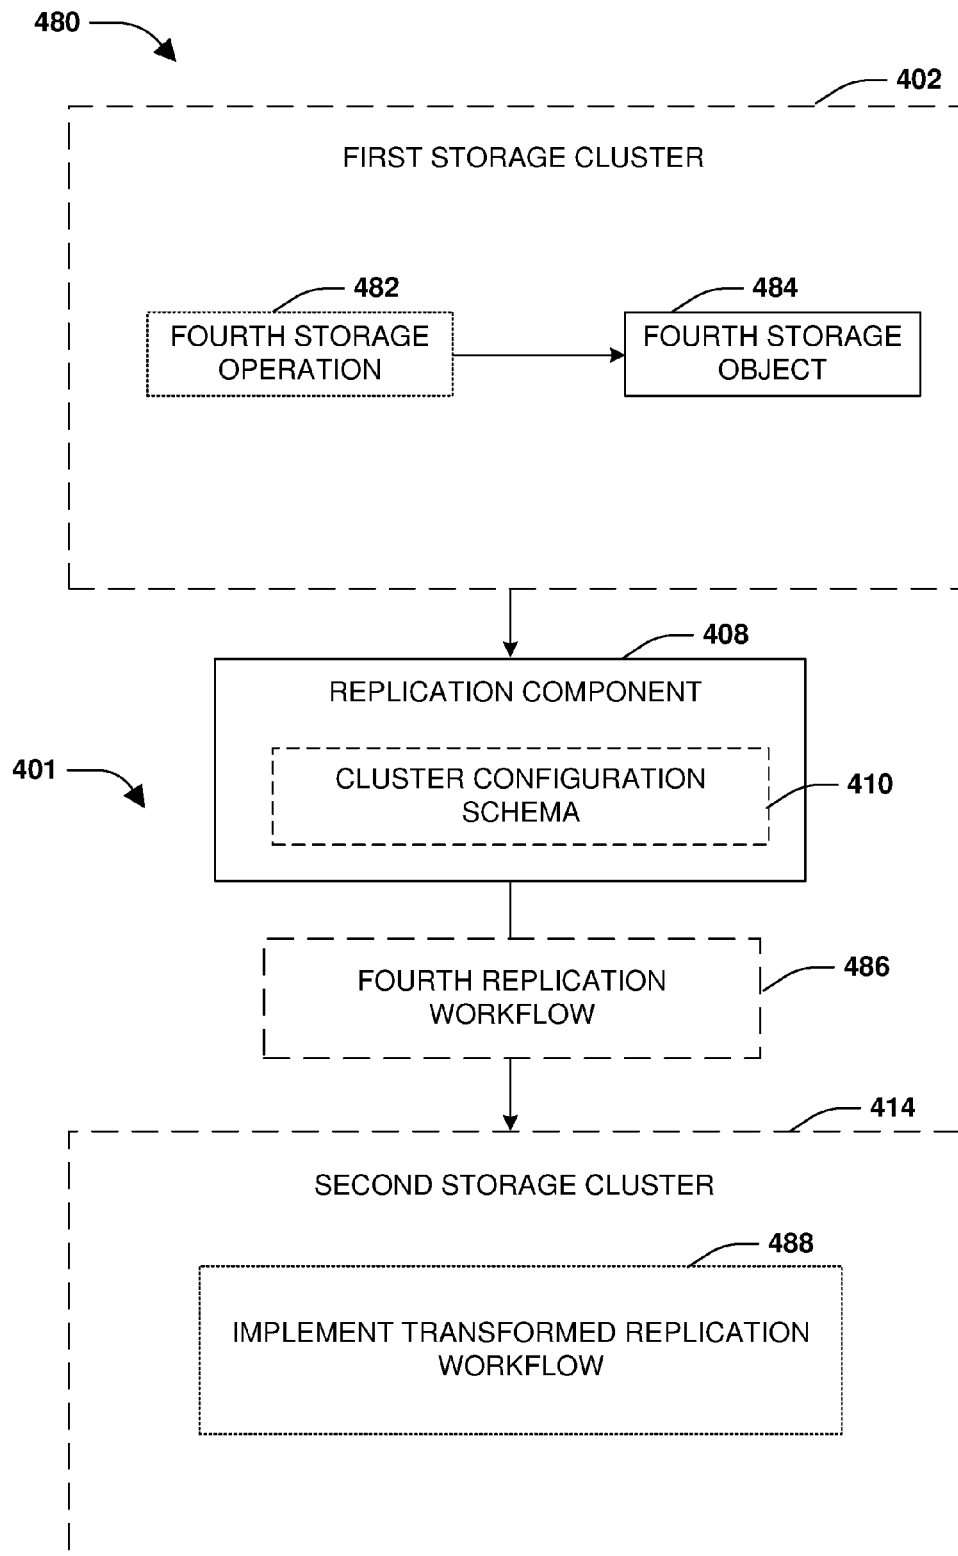 480
402
FIRST STORAGE CLUSTER
482
484
FOURTH STORAGE
OPERATION
FOURTH STORAGE
OBJECT
408
REPLICATION COMPONENT
401
CLUSTER CONFIGURATION
SCHEMA
410
FOURTH REPLICATION
WORKFLOW
486
414
SECOND STORAGE CLUSTER
488
IMPLEMENT TRANSFORMED REPLICATION
WORKFLOW